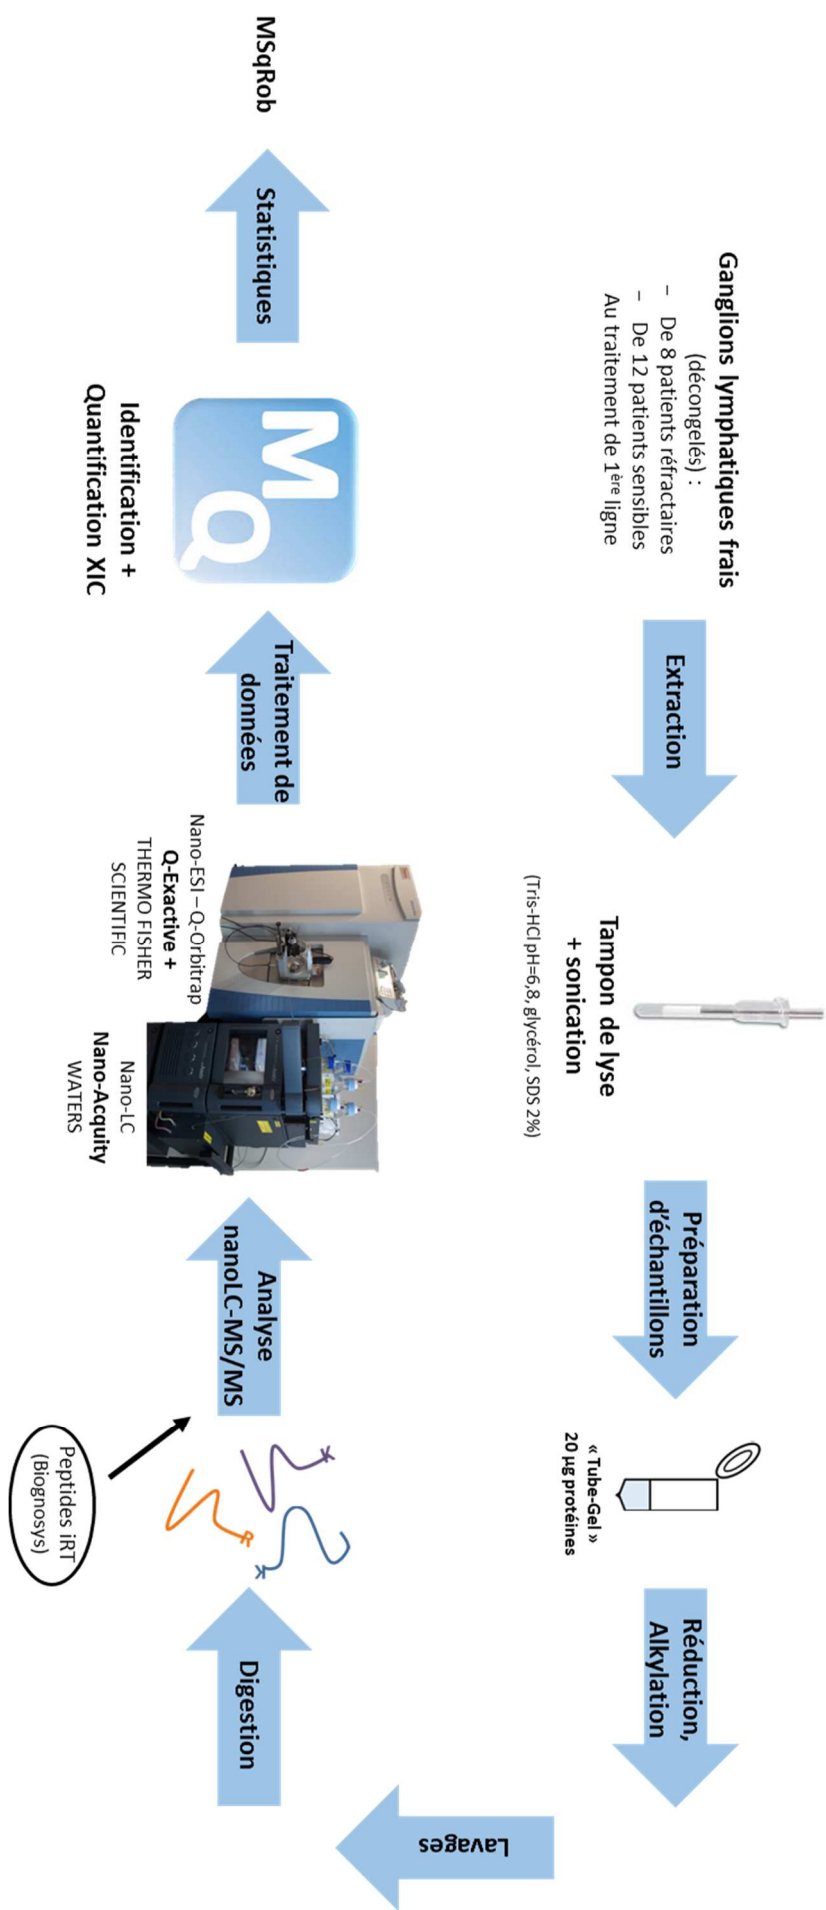 Ganglions lymphatiques frais
(décongelés) :
– De 8 patients réfractaires
– De 12 patients sensibles
Au traitement de 1ère ligne
Extraction
Tampon de lyse
+ sonication
(Tris-HCl pH=6,8, glycérol, SDS 2%)
Préparation
d'échantillons
« Tube-Gel »
20 µg protéines
Réduction,
Alkylation
Lavages
Digestion
K
R
K
Peptides iRT
(Biognosys)
Analyse
nanoLC-MS/MS
Nano-LC
Nano-Acquity
WATERS
Nano-ESI – Q-Orbitrap
Q-Exactive +
THERMO FISHER
SCIENTIFIC
Traitement de
données
M
Q
Identification +
Quantification XIC
Statistiques
MSqRob